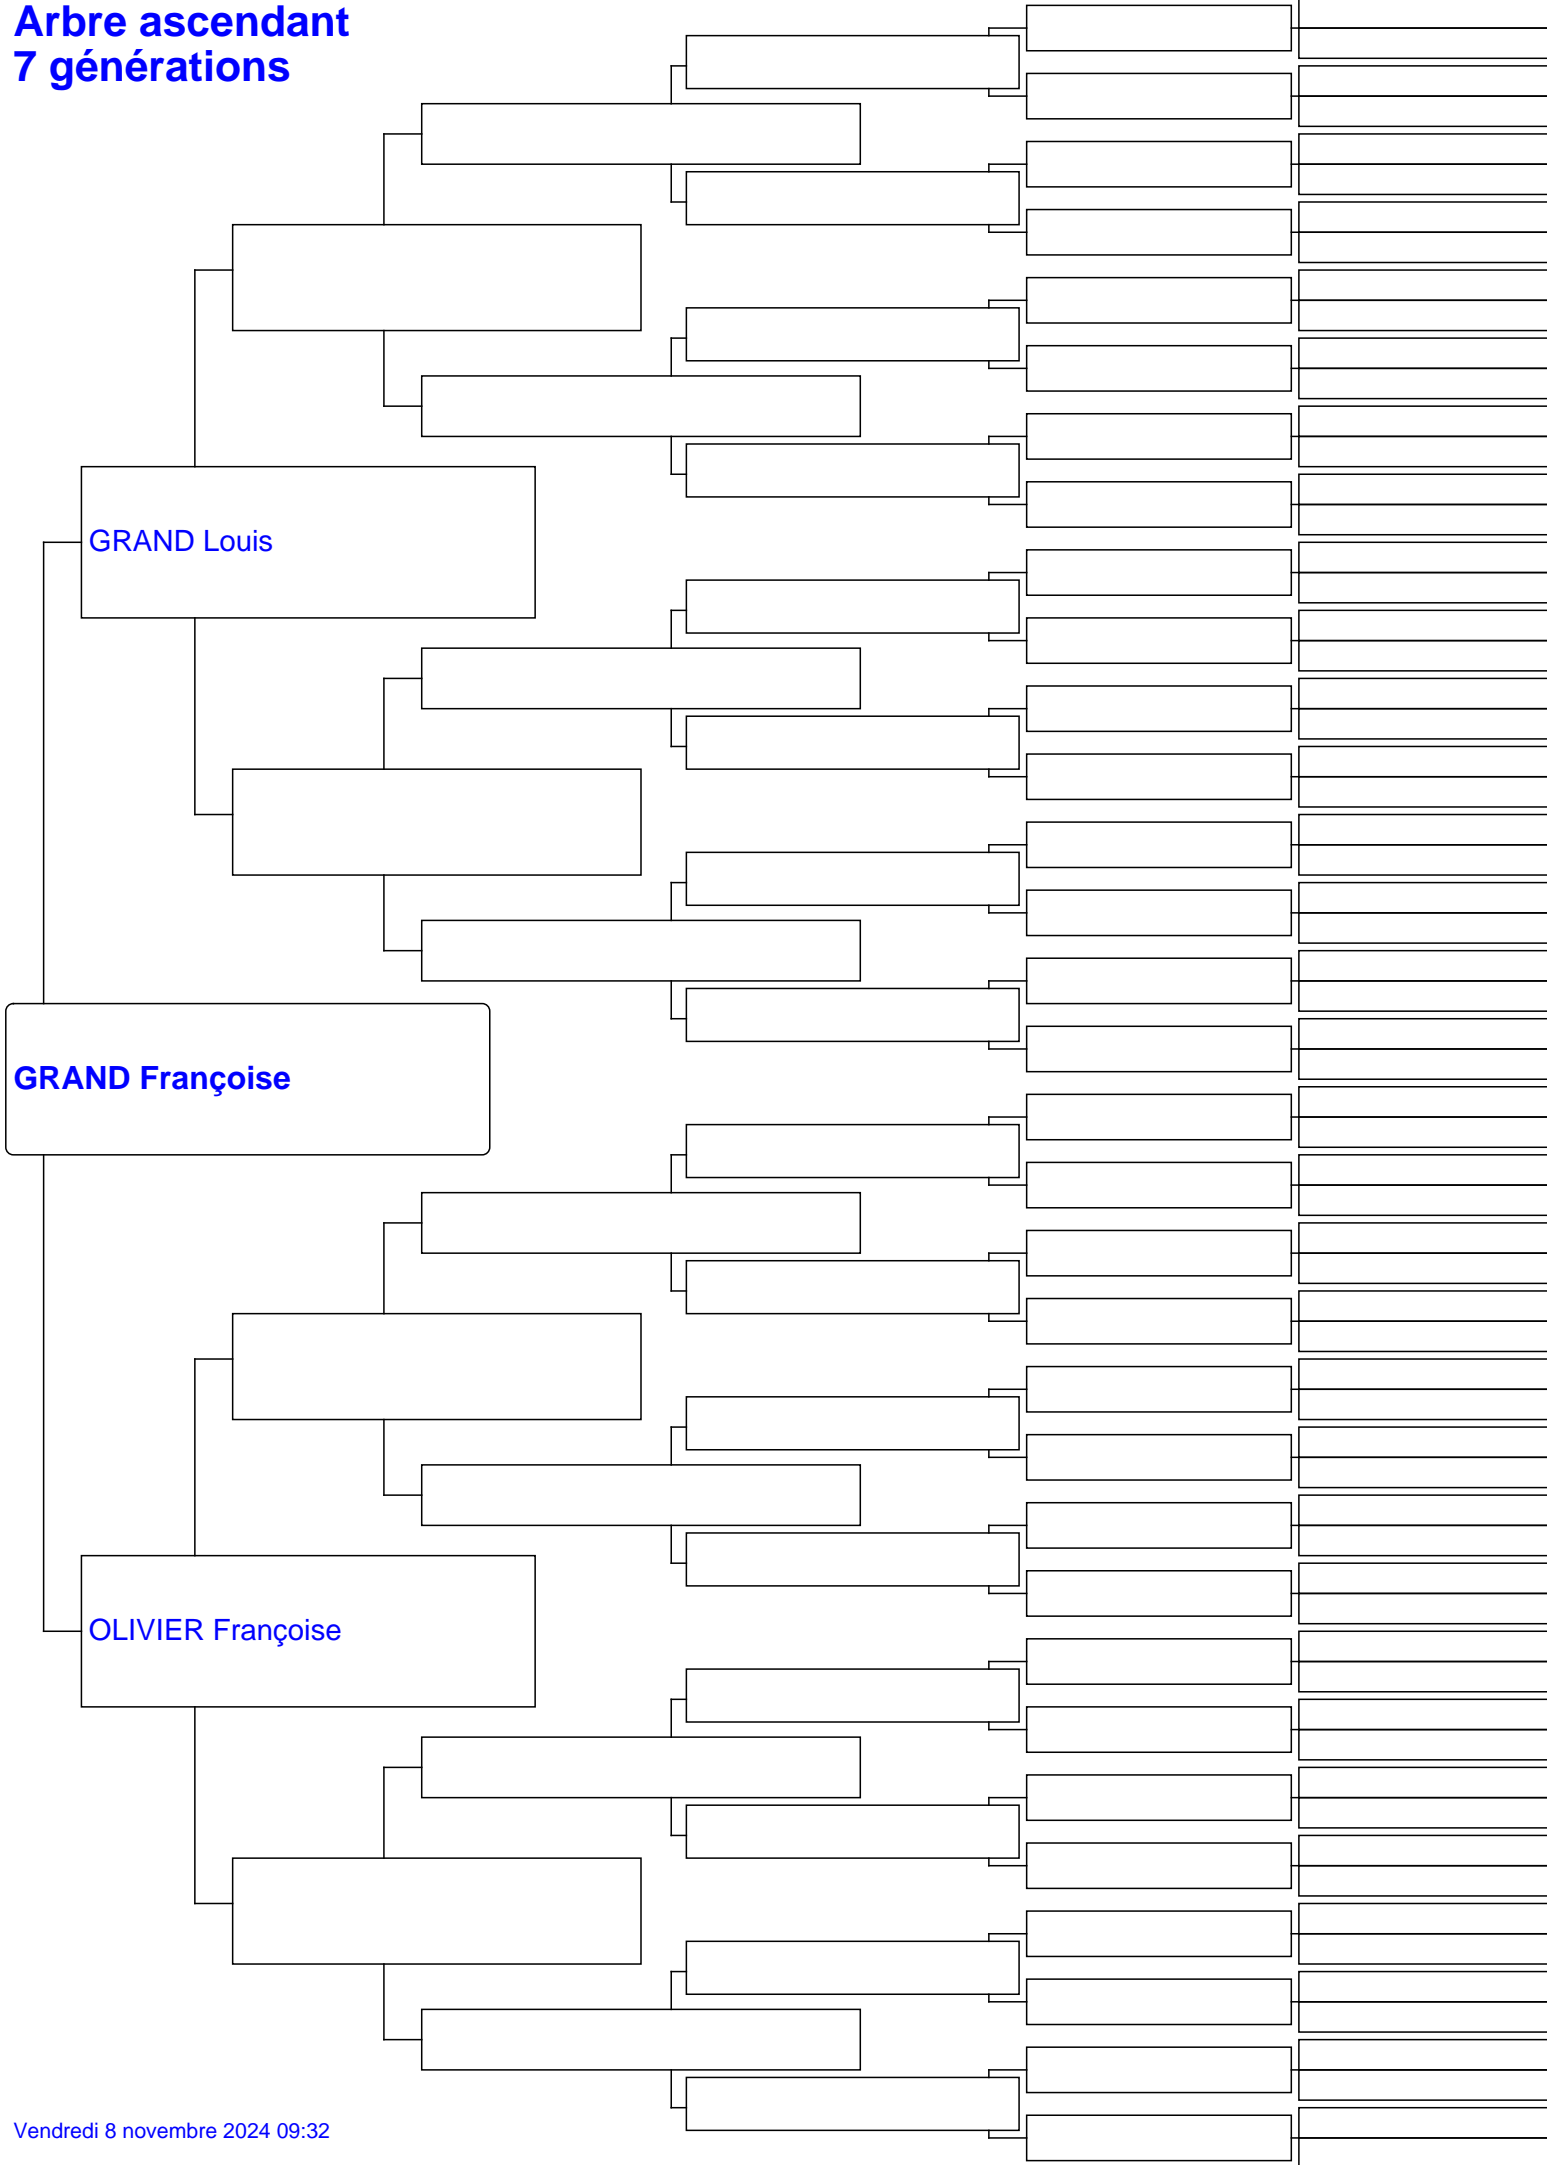 Arbre ascendant
7 générations
GRAND Louis
GRAND Françoise
OLIVIER Françoise
Vendredi 8 novembre 2024 09:32